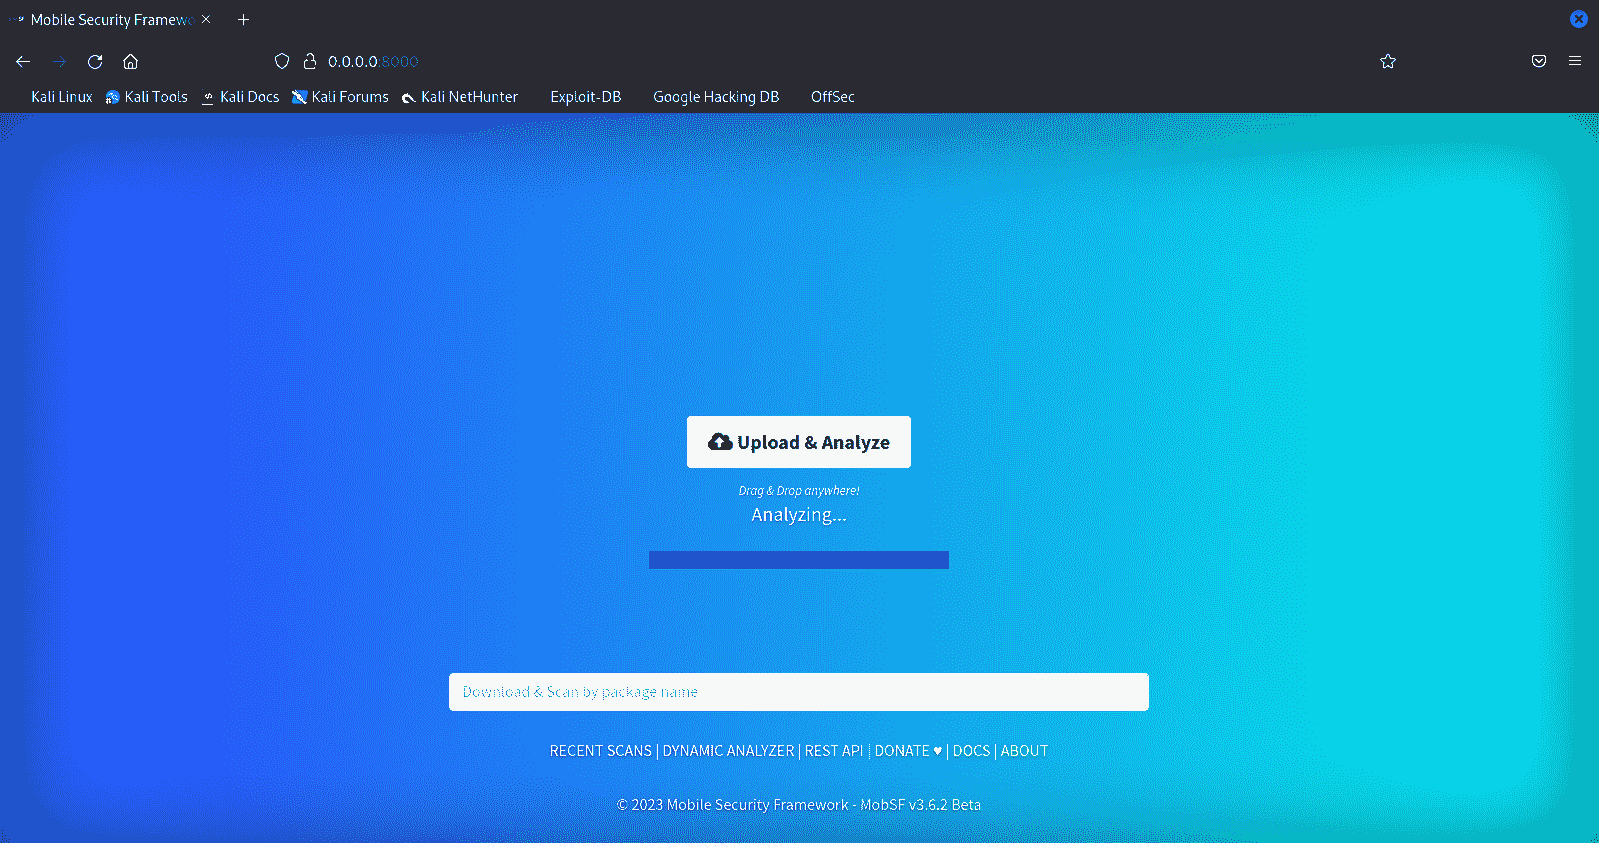 Mobile Security Framewo
0.0.0.0:8000
Kali Linux Kali Tools Kali Docs Kali Forums Kali NetHunter Exploit-DB Google Hacking DB OffSec
Upload & Analyze
Drag & Drop anywhere!
Analyzing...
Download & Scan by package name
RECENT SCANS | DYNAMIC ANALYZER | REST API | DONATE ♥ | DOCS | ABOUT
© 2023 Mobile Security Framework - MobSF v3.6.2 Beta